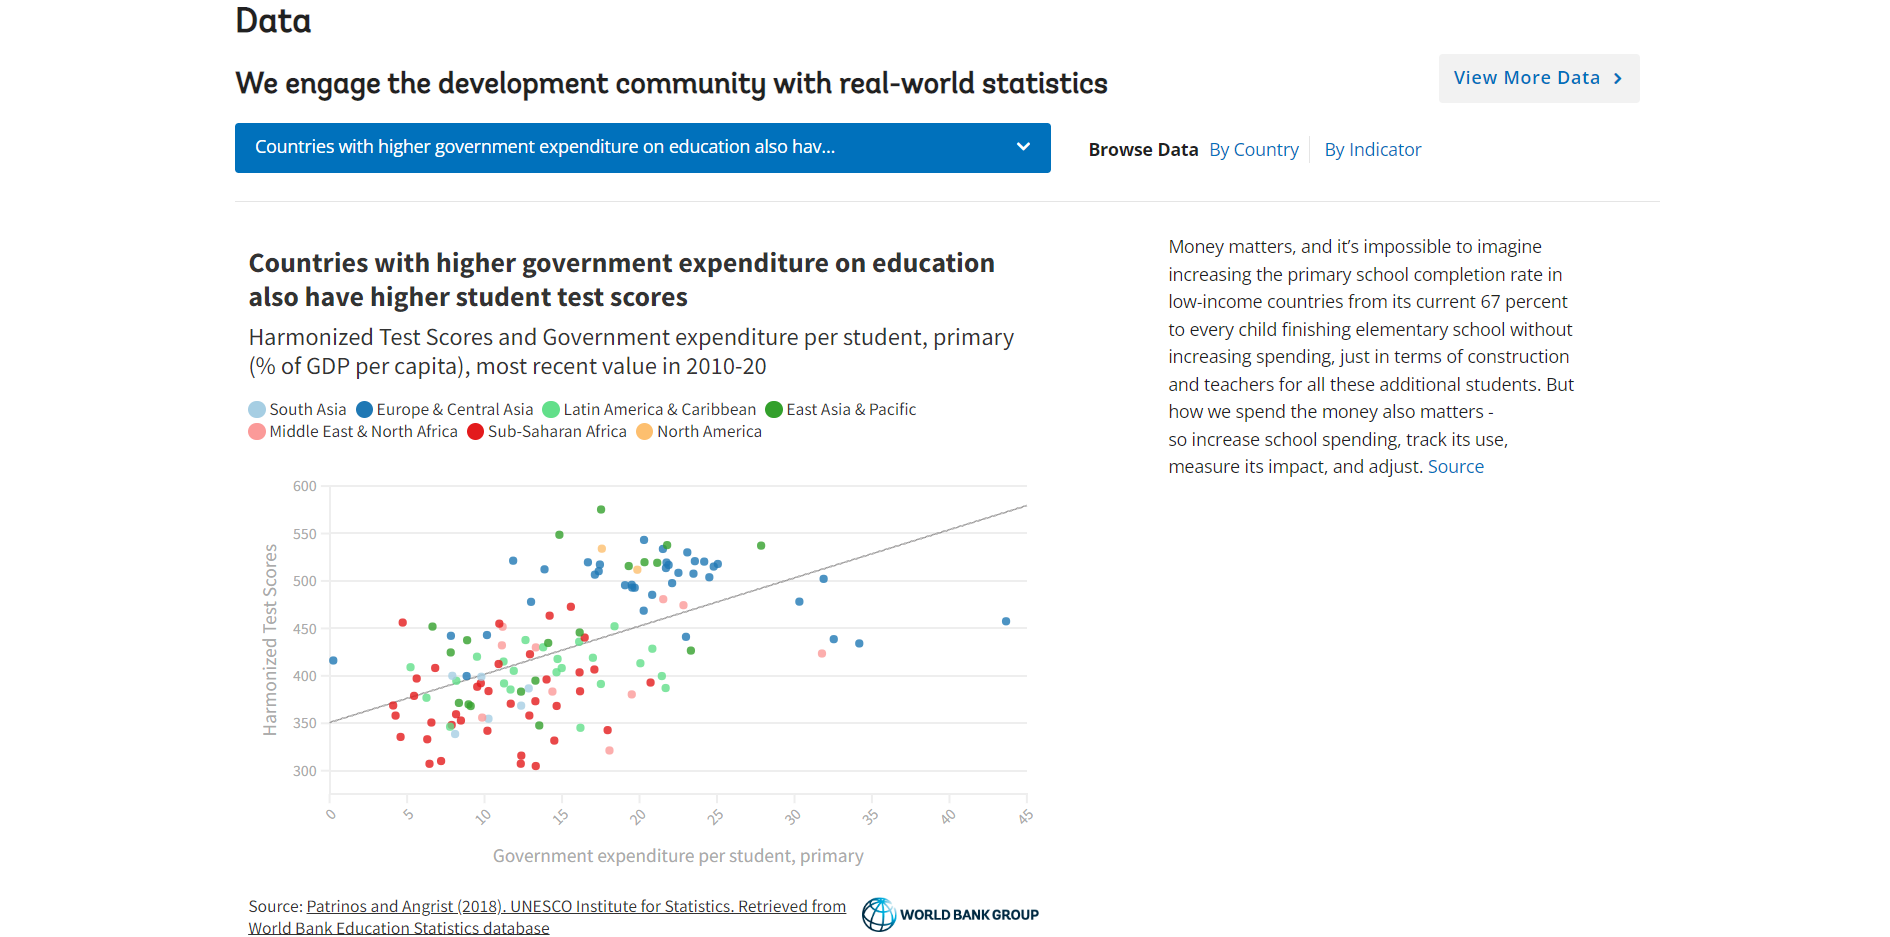 Data
We engage the development community with real-world statistics
View More Data
Countries with higher government expenditure on education also hav...
Browse Data By Country By Indicator
Countries with higher government expenditure on education
also have higher student test scores
Harmonized Test Scores and Government expenditure per student, primary
(% of GDP per capita), most recent value in 2010-20
South Asia Europe & Central Asia Latin America & Caribbean East Asia & Pacific
Middle East & North Africa Sub-Saharan Africa North America
Harmonized Test Scores
600
550
500
450
400
350
300
0 5 10 15 20 25 30 35 40 45
Government expenditure per student, primary
Source: Patrinos and Angrist (2018). UNESCO Institute for Statistics. Retrieved from
World Bank Education Statistics database
WORLD BANK GROUP
Money matters, and it’s impossible to imagine
increasing the primary school completion rate in
low-income countries from its current 67 percent
to every child finishing elementary school without
increasing spending, just in terms of construction
and teachers for all these additional students. But
how we spend the money also matters -
so increase school spending, track its use,
measure its impact, and adjust. Source